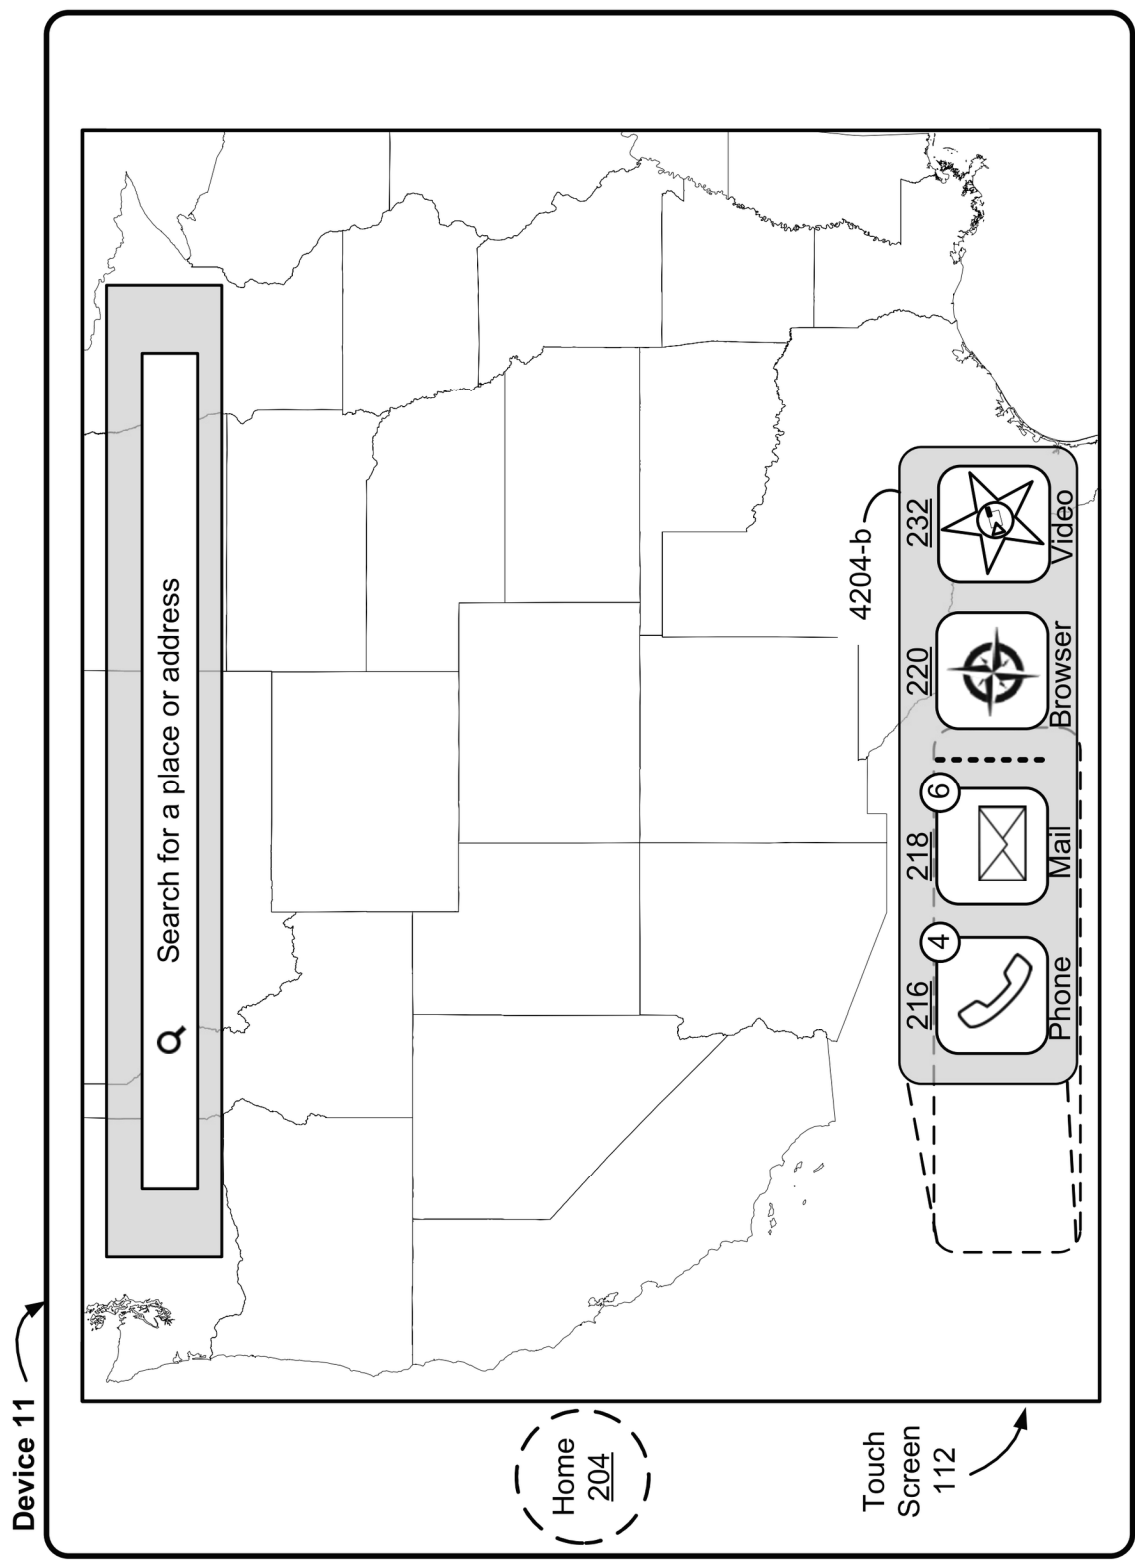 Device 11
Search for a place or address
4204-b
216
218
220
232
4
6
Phone
Mail
Browser
Video
Home
204
Touch
Screen
112